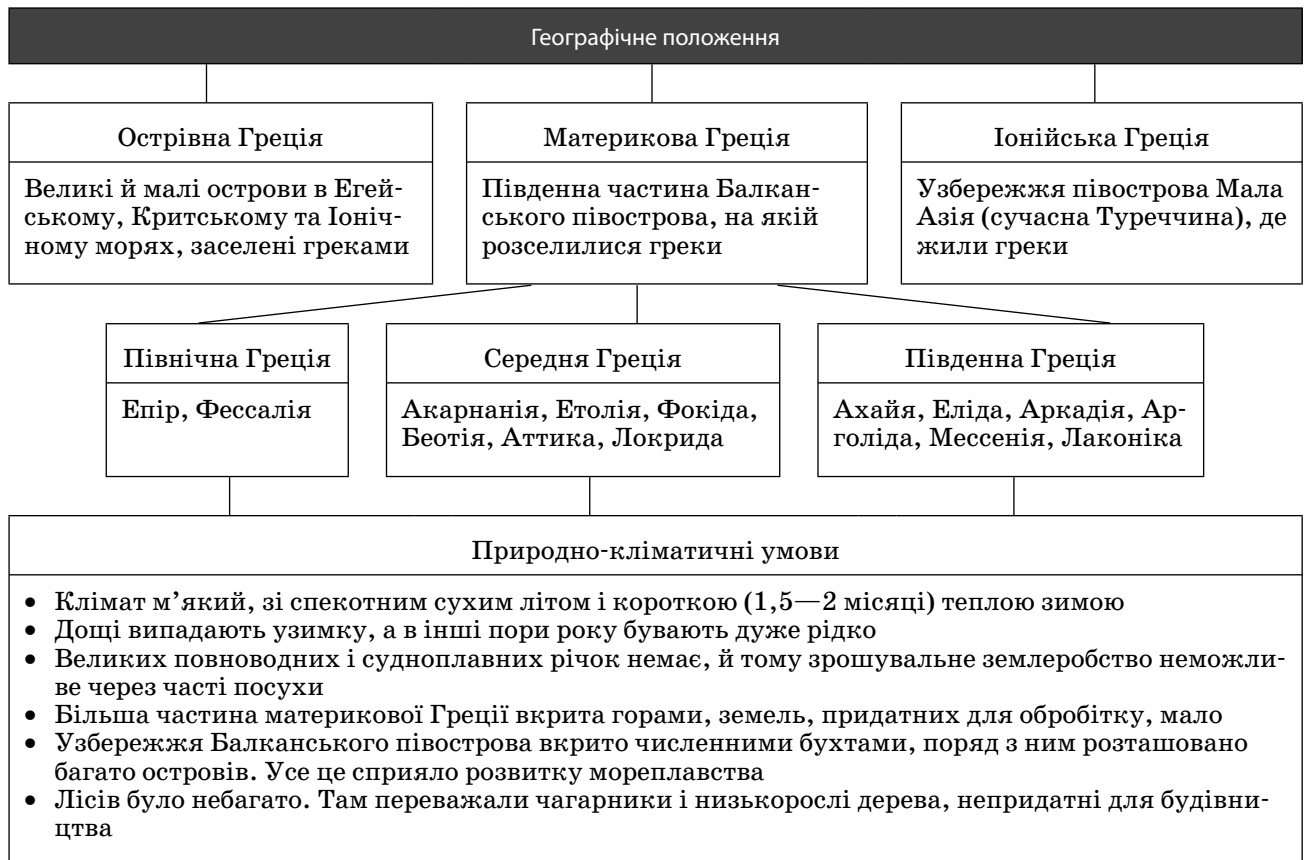 Географічне положення
Острівна Греція
Великі й малі острови в Егей-
ському, Критському та Іоніч-
ному морях, заселені греками
Материкова Греція
Південна частина Балкан-
ського півострова, на якій
розселилися греки
Іонійська Греція
Узбережжя півострова Мала
Азія (сучасна Туреччина), де
жили греки
Північна Греція
Епір, Фессалія
Середня Греція
Акарнанія, Етолія, Фокіда,
Беотія, Аттика, Локрида
Південна Греція
Ахайя, Еліда, Аркадія, Ар-
голіда, Мессенія, Лаконіка
Природно-кліматичні умови
• Клімат м’який, зі спекотним сухим літом і короткою (1,5—2 місяці) теплою зимою
• Дощі випадають узимку, а в інші пори року бувають дуже рідко
• Великих повноводних і судноплавних річок немає, й тому зрошувальне землеробство неможли-
ве через часті посухи
• Більша частина материкової Греції вкрита горами, земель, придатних для обробітку, мало
• Узбережжя Балканського півострова вкрито численними бухтами, поряд з ним розташовано
багато островів. Усе це сприяло розвитку мореплавства
• Лісів було небагато. Там переважали чагарники і низькорослі дерева, непридатні для будівни-
цтва